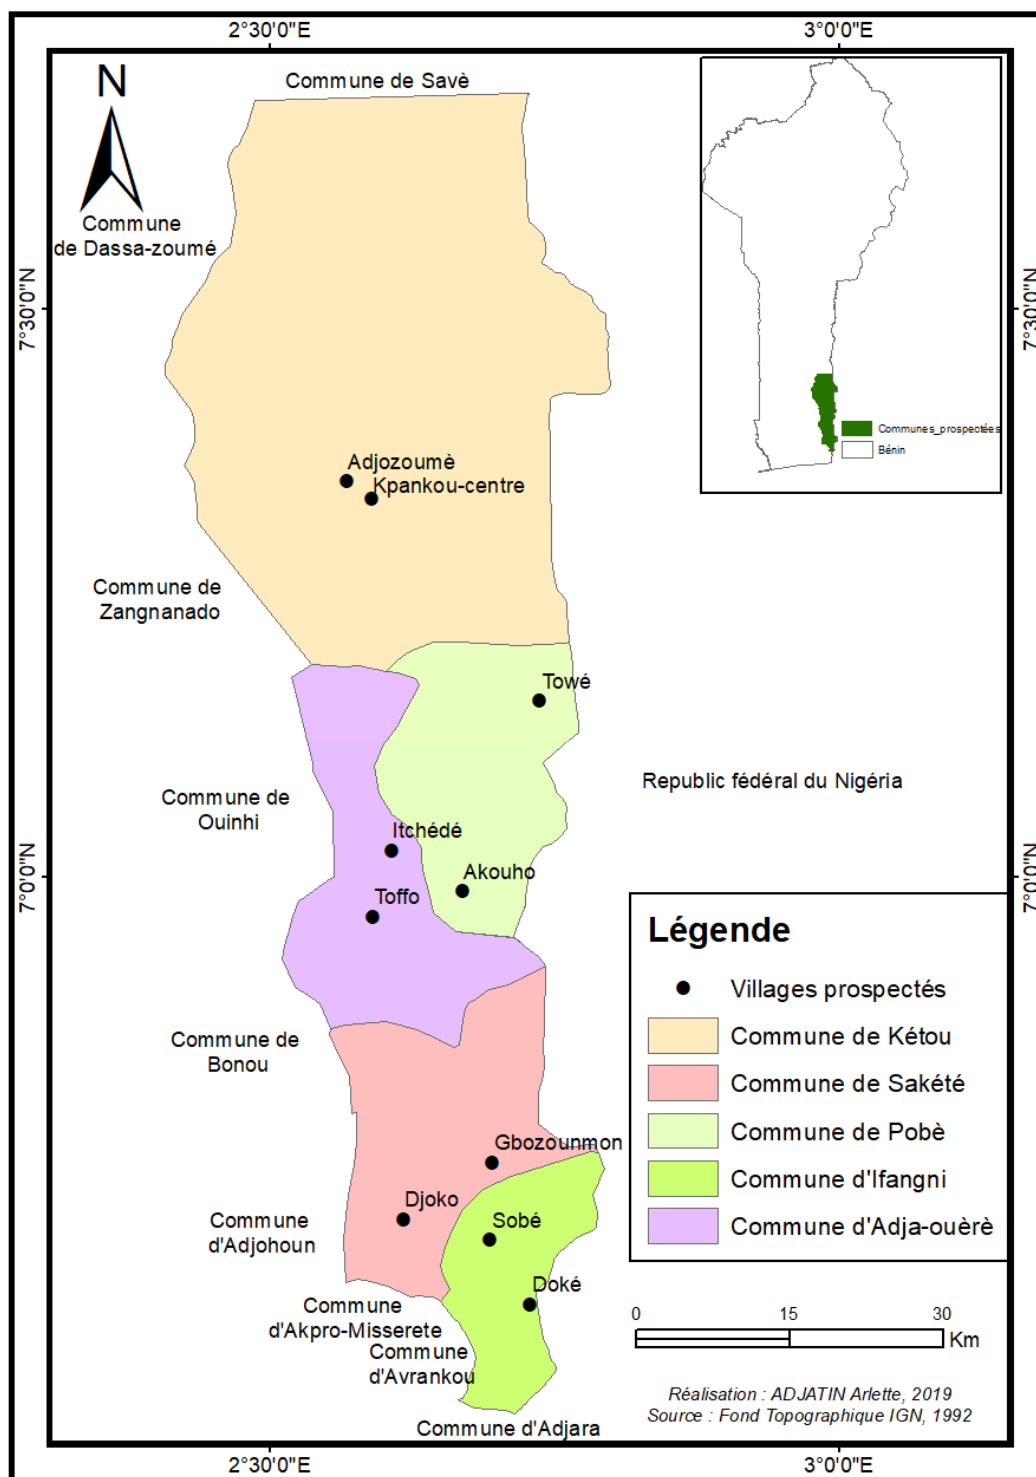 2°30'0"E
3°0'0"E
Commune de Savè
N
Commune
de Dassa-zoumé
7°30'0"N
7°30'0"N
Communes_prospectées
Bénin
Adjozoumè
Kpankou-centre
Commune de
Zangnanado
Towé
Republic fédéral du Nigéria
Commune de
Ouinhi
Itchédé
Akouho
Toffo
7°0'0"N
7°0'0"N
Légende
Villages prospectés
Commune de Kétou
Commune de Sakété
Commune de Pobè
Commune d'Ifangni
Commune d'Adja-ouèrè
Commune de
Bonou
Gbozounmon
Djoko
Sobé
Commune
d'Adjohoun
Doké
Commune
d'Akpro-Misserete
Commune
d'Avrankou
0
15
30
Km
Réalisation : ADJATIN Arlette, 2019
Source : Fond Topographique IGN, 1992
Commune d'Adjara
2°30'0"E
3°0'0"E